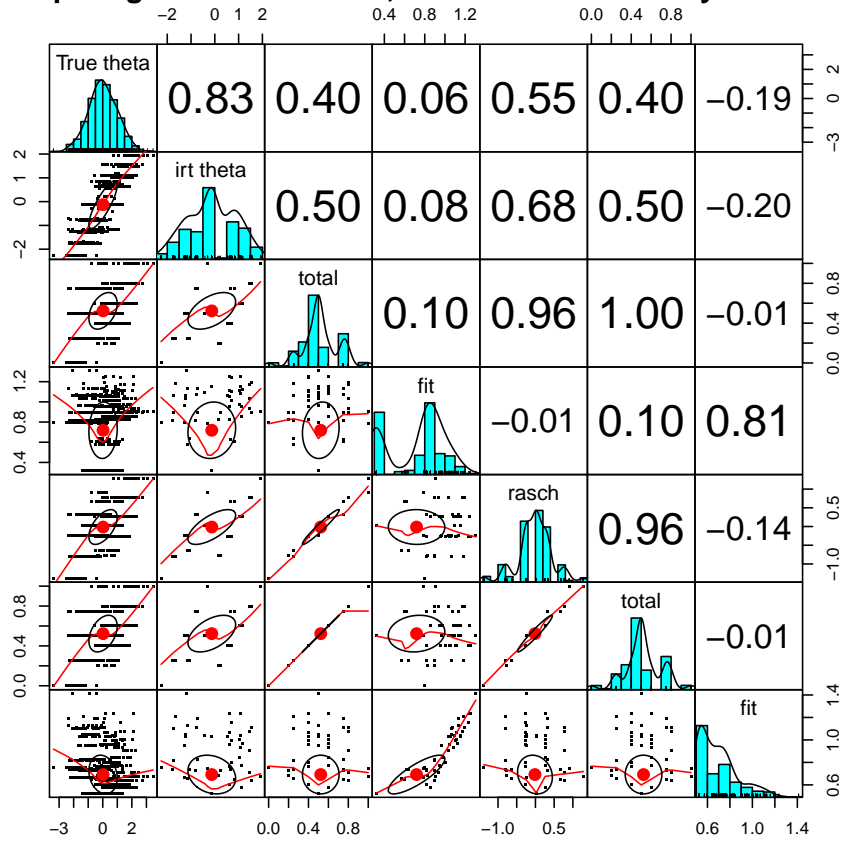 −2 0 1 2 0.4 0.8 1.2 0.0 0.4 0.8
True theta 0.83 0.40 0.06 0.55 0.40 −0.19
−3 0 2
irt theta 0.50 0.08 0.68 0.50 −0.20
−2 0 1 2
total 0.10 0.96 1.00 −0.01
0.0 0.4 0.8
fit −0.01 0.10 0.81
0.4 0.8 1.2
rasch 0.96 −0.14
−1.0 0.5
total −0.01
0.0 0.4 0.8
fit
0.6 1.0 1.4
−3 0 2 0.0 0.4 0.8 −1.0 0.5 0.6 1.0 1.4